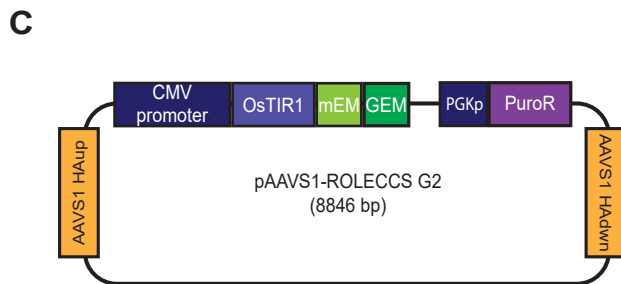 C
CMV
promoter
OsTIR1
mEM
GEM
PGKp
PuroR
AAVS1 HAup
pAAVS1-ROLECCS G2
(8846 bp)
AAVS1 HAdwn